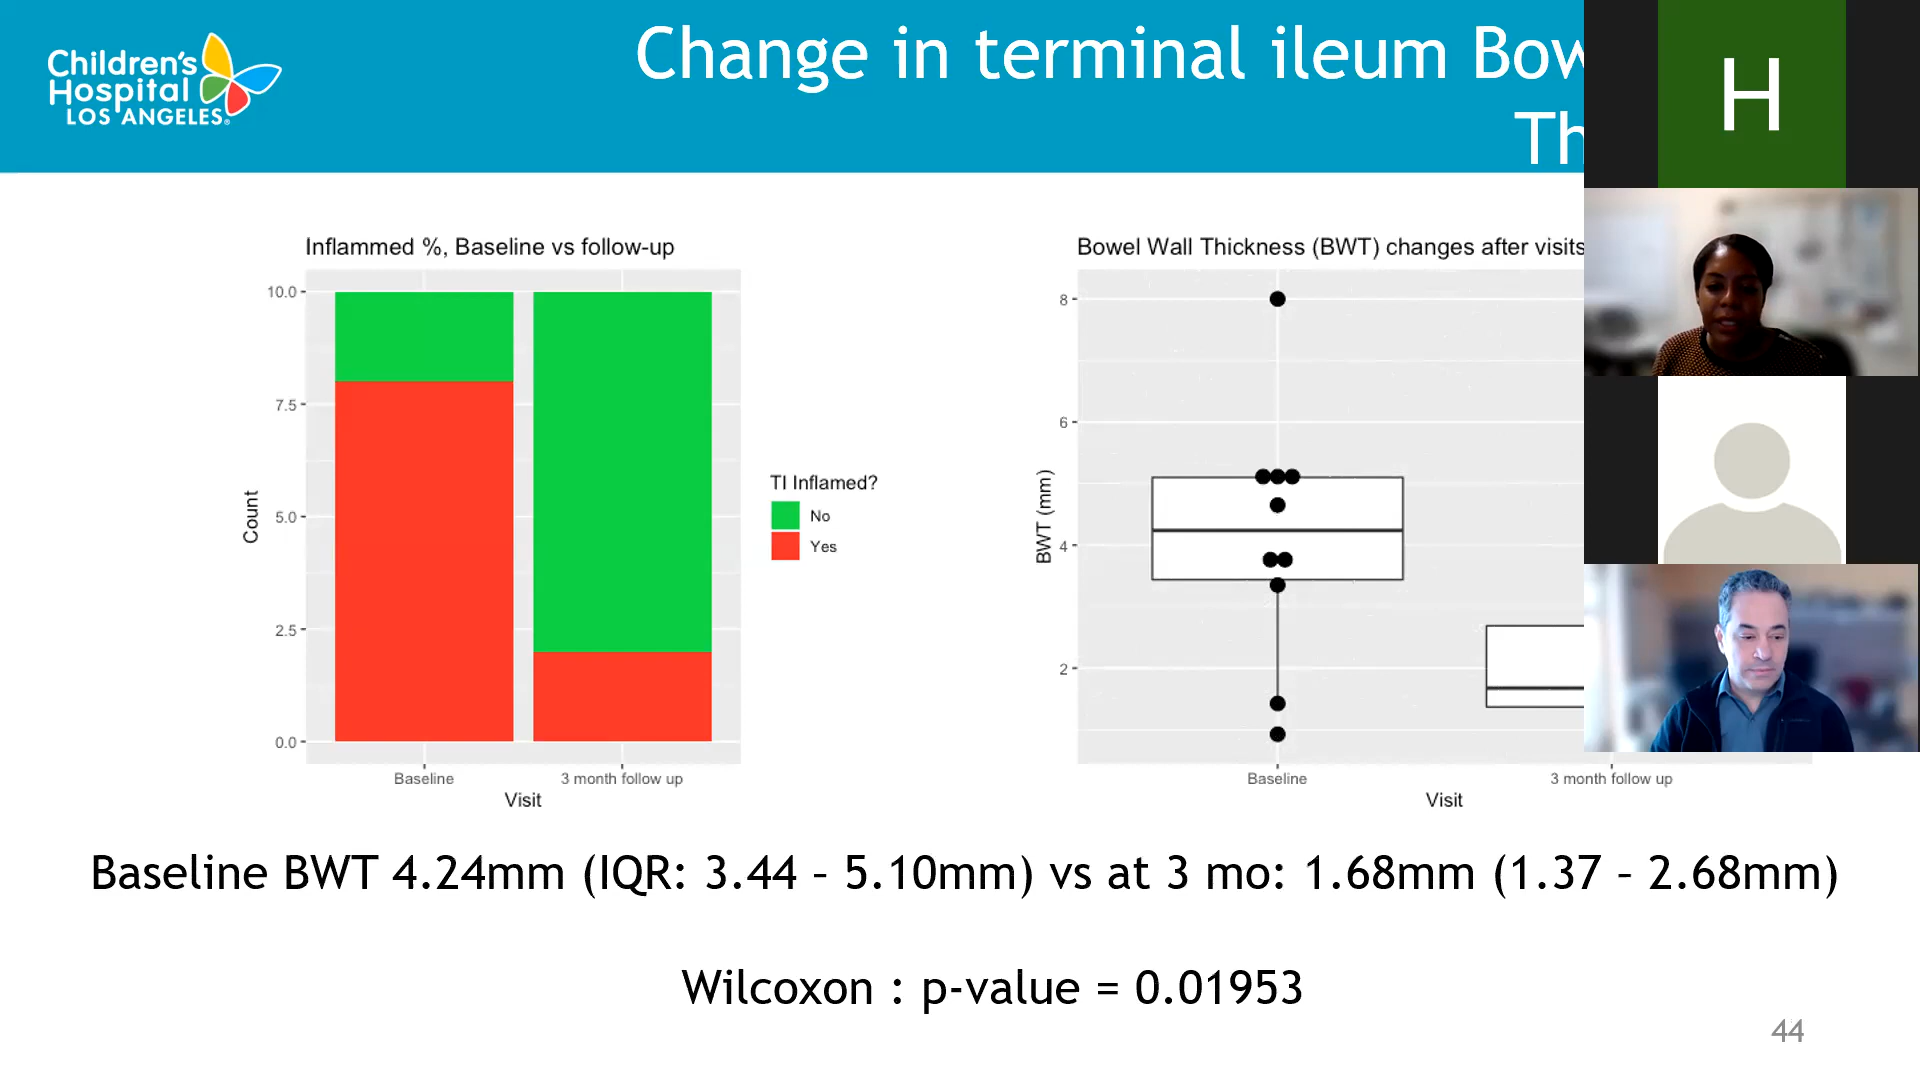 Children's
Hospital
LOS ANGELES®
Change in terminal ileum Bow
Th
H
Inflammed %, Baseline vs follow-up
10.0
7.5
5.0
2.5
0.0
Count
Baseline
3 month follow up
Visit
TI Inflamed?
No
Yes
Bowel Wall Thickness (BWT) changes after visits
8
6
4
2
BWT (mm)
Baseline
3 month follow up
Visit
Baseline BWT 4.24mm (IQR: 3.44 – 5.10mm) vs at 3 mo: 1.68mm (1.37 – 2.68mm)
Wilcoxon : p-value = 0.01953
44